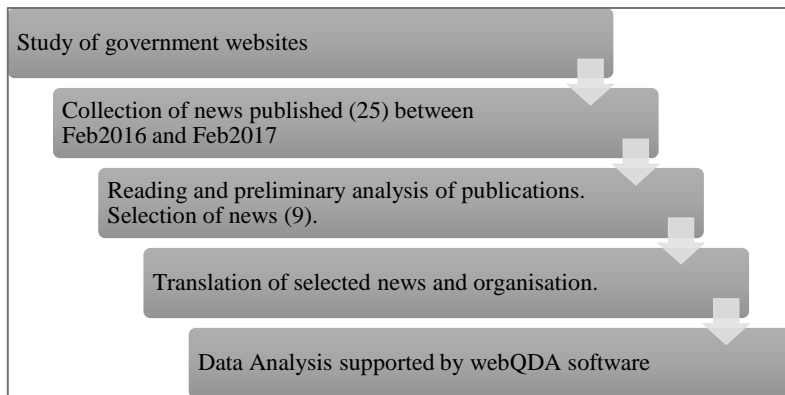 Study of government websites
Collection of news published (25) between
Feb2016 and Feb2017
Reading and preliminary analysis of publications.
Selection of news (9).
Translation of selected news and organisation.
Data Analysis supported by webQDA software